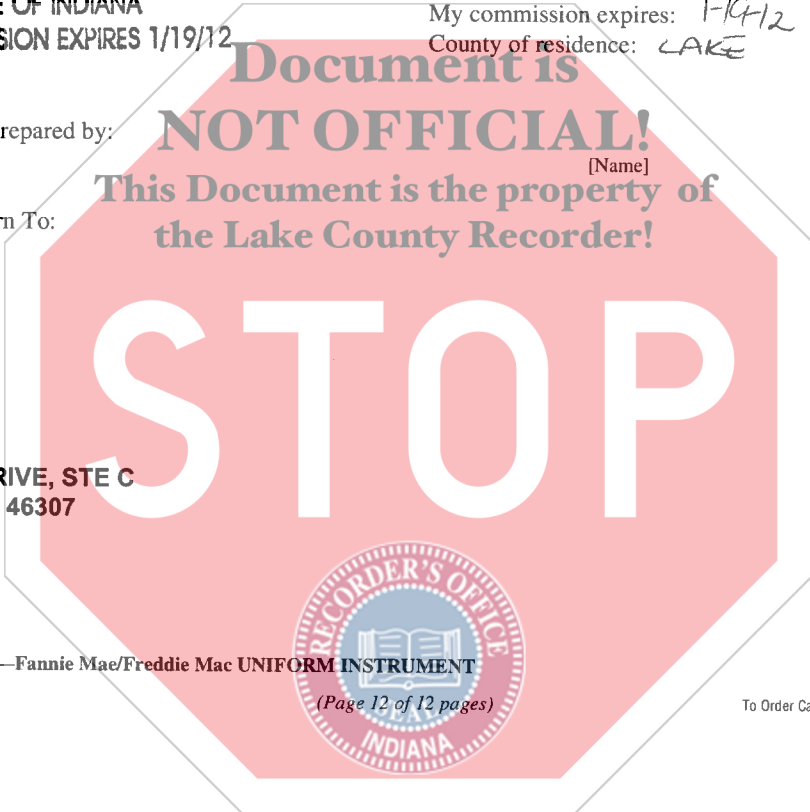 E OF INDIANA
My commission expires: 1-19-12
SION EXPIRES 1/19/12
County of residence: LAKE
Document is
NOT OFFICIAL!
repared by:
[Name]
This Document is the property of
n To:
the Lake County Recorder!
STOP
RIVE, STE C
46307
RECORDER'S OFFICE
—Fannie Mae/Freddie Mac UNIFORM INSTRUMENT
(Page 12 of 12 pages)
To Order Ca
SEAL
INDIANA